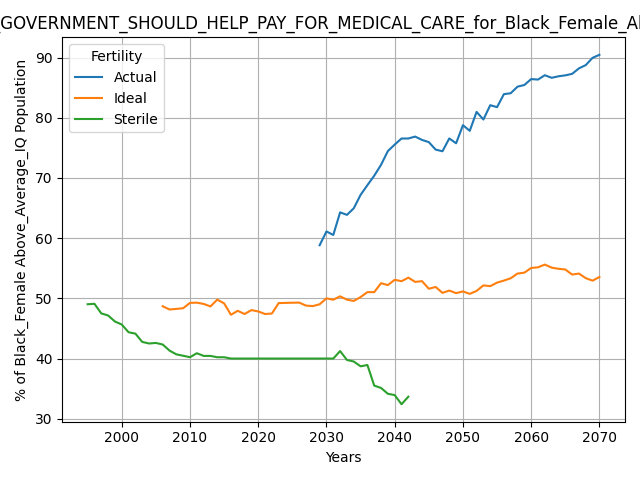 _GOVERNMENT_SHOULD_HELP_PAY_FOR_MEDICAL_CARE_for_Black_Female_A
Fertility
Actual
Ideal
Sterile
% of Black_Female Above_Average_IQ Population
90
80
70
60
50
40
30
2000 2010 2020 2030 2040 2050 2060 2070
Years